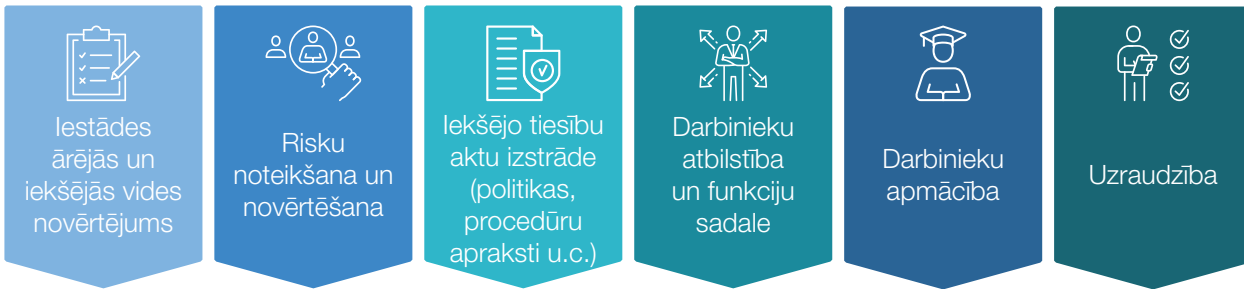 Iestādes
ārējās un
iekšējās vides
novērtējums
Risku
noteikšana un
novērtēšana
Iekšējo tiesību
aktu izstrāde
(politikas,
procedūru
apraksti u.c.)
Darbinieku
atbilstība
un funkciju
sadale
Darbinieku
apmācība
Uzraudzība